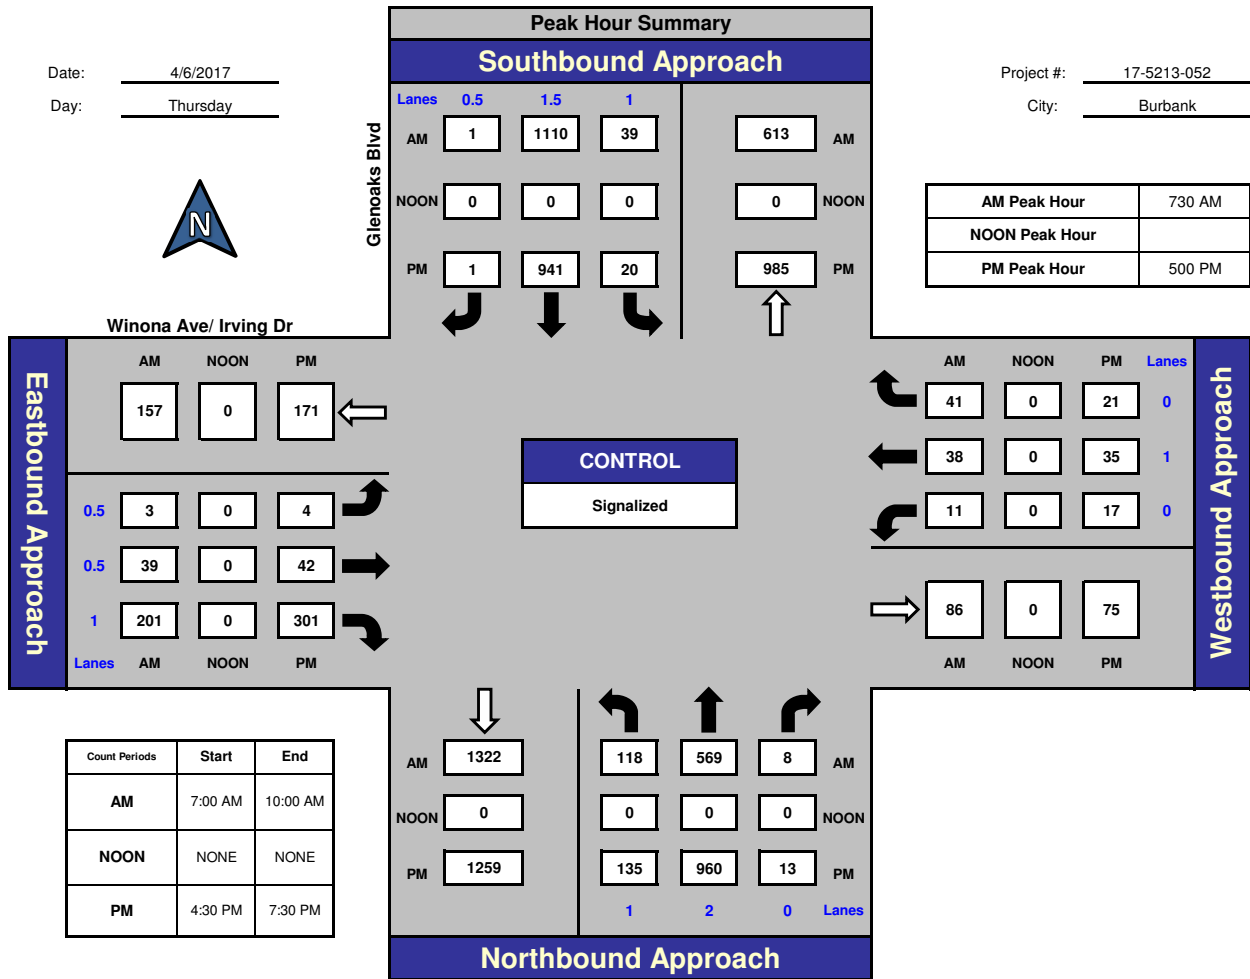 Peak Hour Summary
Southbound Approach
Date: 4/6/2017
Day: Thursday
Project #: 17-5213-052
City: Burbank
Glenoaks Blvd
Lanes 0.5 1.5 1
AM 1 1110 39 613 AM
NOON 0 0 0 0 NOON
PM 1 941 20 985 PM
N
AM Peak Hour 730 AM
NOON Peak Hour
PM Peak Hour 500 PM
Winona Ave/ Irving Dr
Eastbound Approach
AM NOON PM
157 0 171
0.5 3 0 4
0.5 39 0 42
1 201 0 301
Lanes AM NOON PM
CONTROL
Signalized
AM NOON PM Lanes
41 0 21 0
38 0 35 1
11 0 17 0
86 0 75
AM NOON PM
Westbound Approach
Count Periods Start End
AM 7:00 AM 10:00 AM
NOON NONE NONE
PM 4:30 PM 7:30 PM
AM 1322 118 569 8 AM
NOON 0 0 0 0 NOON
PM 1259 135 960 13 PM
1 2 0 Lanes
Northbound Approach